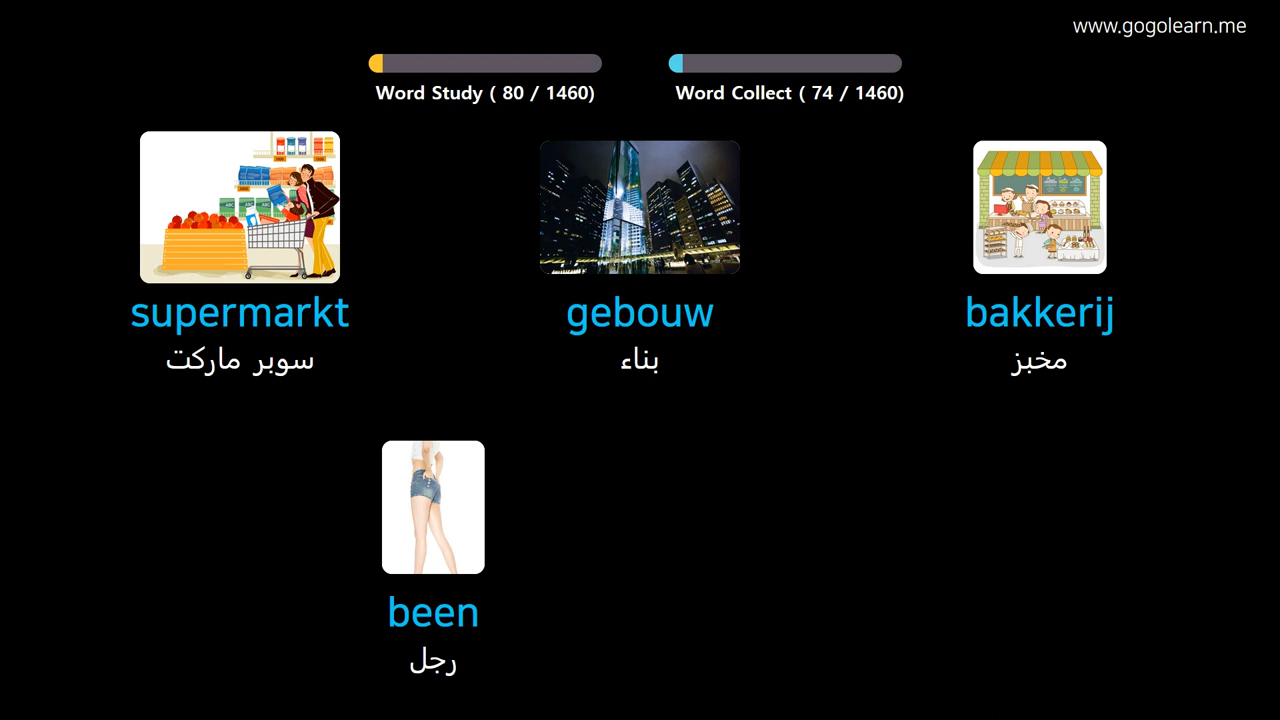 www.gogolearn.me
Word Study ( 80 / 1460)
Word Collect ( 74 / 1460)
supermarkt
سوبر ماركت
gebouw
بناء
bakkerij
مخبز
been
رجل